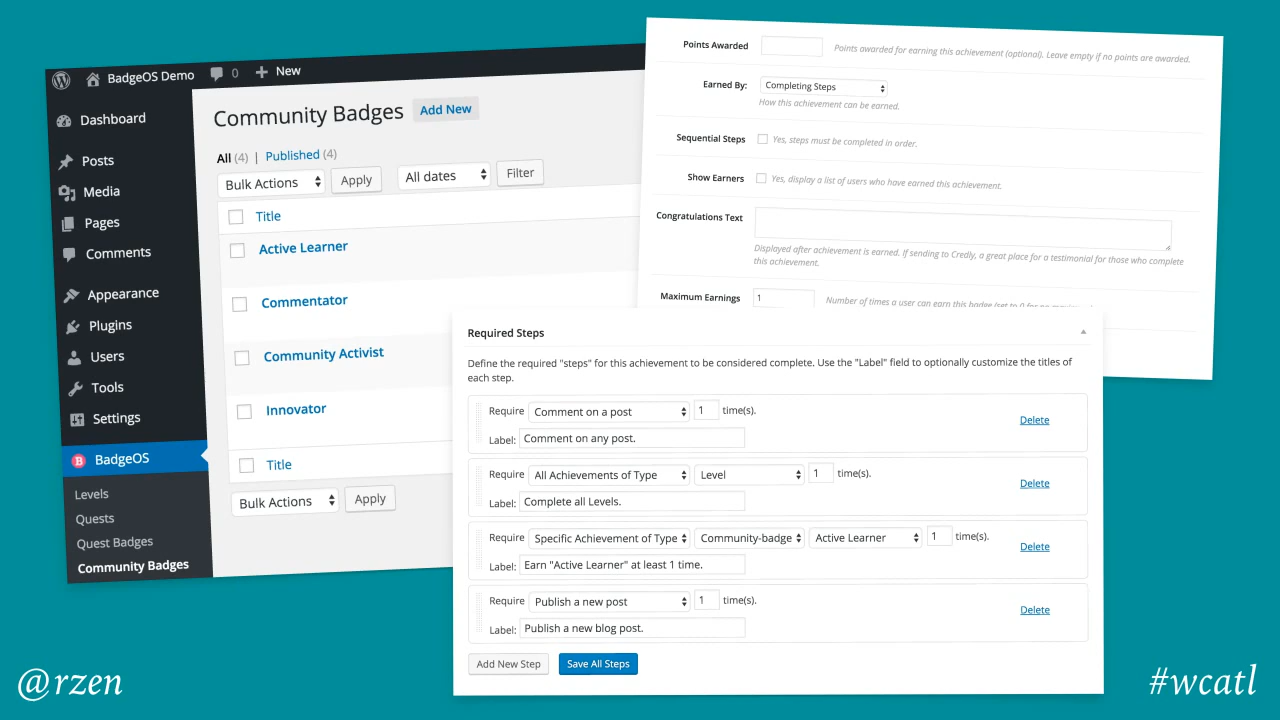 BadgeOS Demo 0 New
Dashboard
Posts
Media
Pages
Comments
Appearance
Plugins
Users
Tools
Settings
BadgeOS
Levels
Quests
Quest Badges
Community Badges
Community Badges Add New
All (4) | Published (4)
Bulk Actions Apply All dates Filter
Title
Active Learner
Commentator
Community Activist
Innovator
Title
Bulk Actions Apply
Points Awarded Points awarded for earning this achievement (optional). Leave empty if no points are awarded.
Earned By: Completing Steps
How this achievement can be earned.
Sequential Steps Yes, steps must be completed in order.
Show Earners Yes, display a list of users who have earned this achievement.
Congratulations Text
Displayed after achievement is earned. If sending to Credly, a great place for a testimonial for those who complete
this achievement.
Maximum Earnings 1 Number of times a user can earn this badge (set to 0 for no maximum).
Required Steps
Define the required "steps" for this achievement to be considered complete. Use the "Label" field to optionally customize the titles of
each step.
Require Comment on a post 1 time(s). Delete
Label: Comment on any post.
Require All Achievements of Type Level 1 time(s). Delete
Label: Complete all Levels.
Require Specific Achievement of Type Community-badge Active Learner 1 time(s). Delete
Label: Earn "Active Learner" at least 1 time.
Require Publish a new post 1 time(s). Delete
Label: Publish a new blog post.
Add New Step Save All Steps
@rzen #wcatl